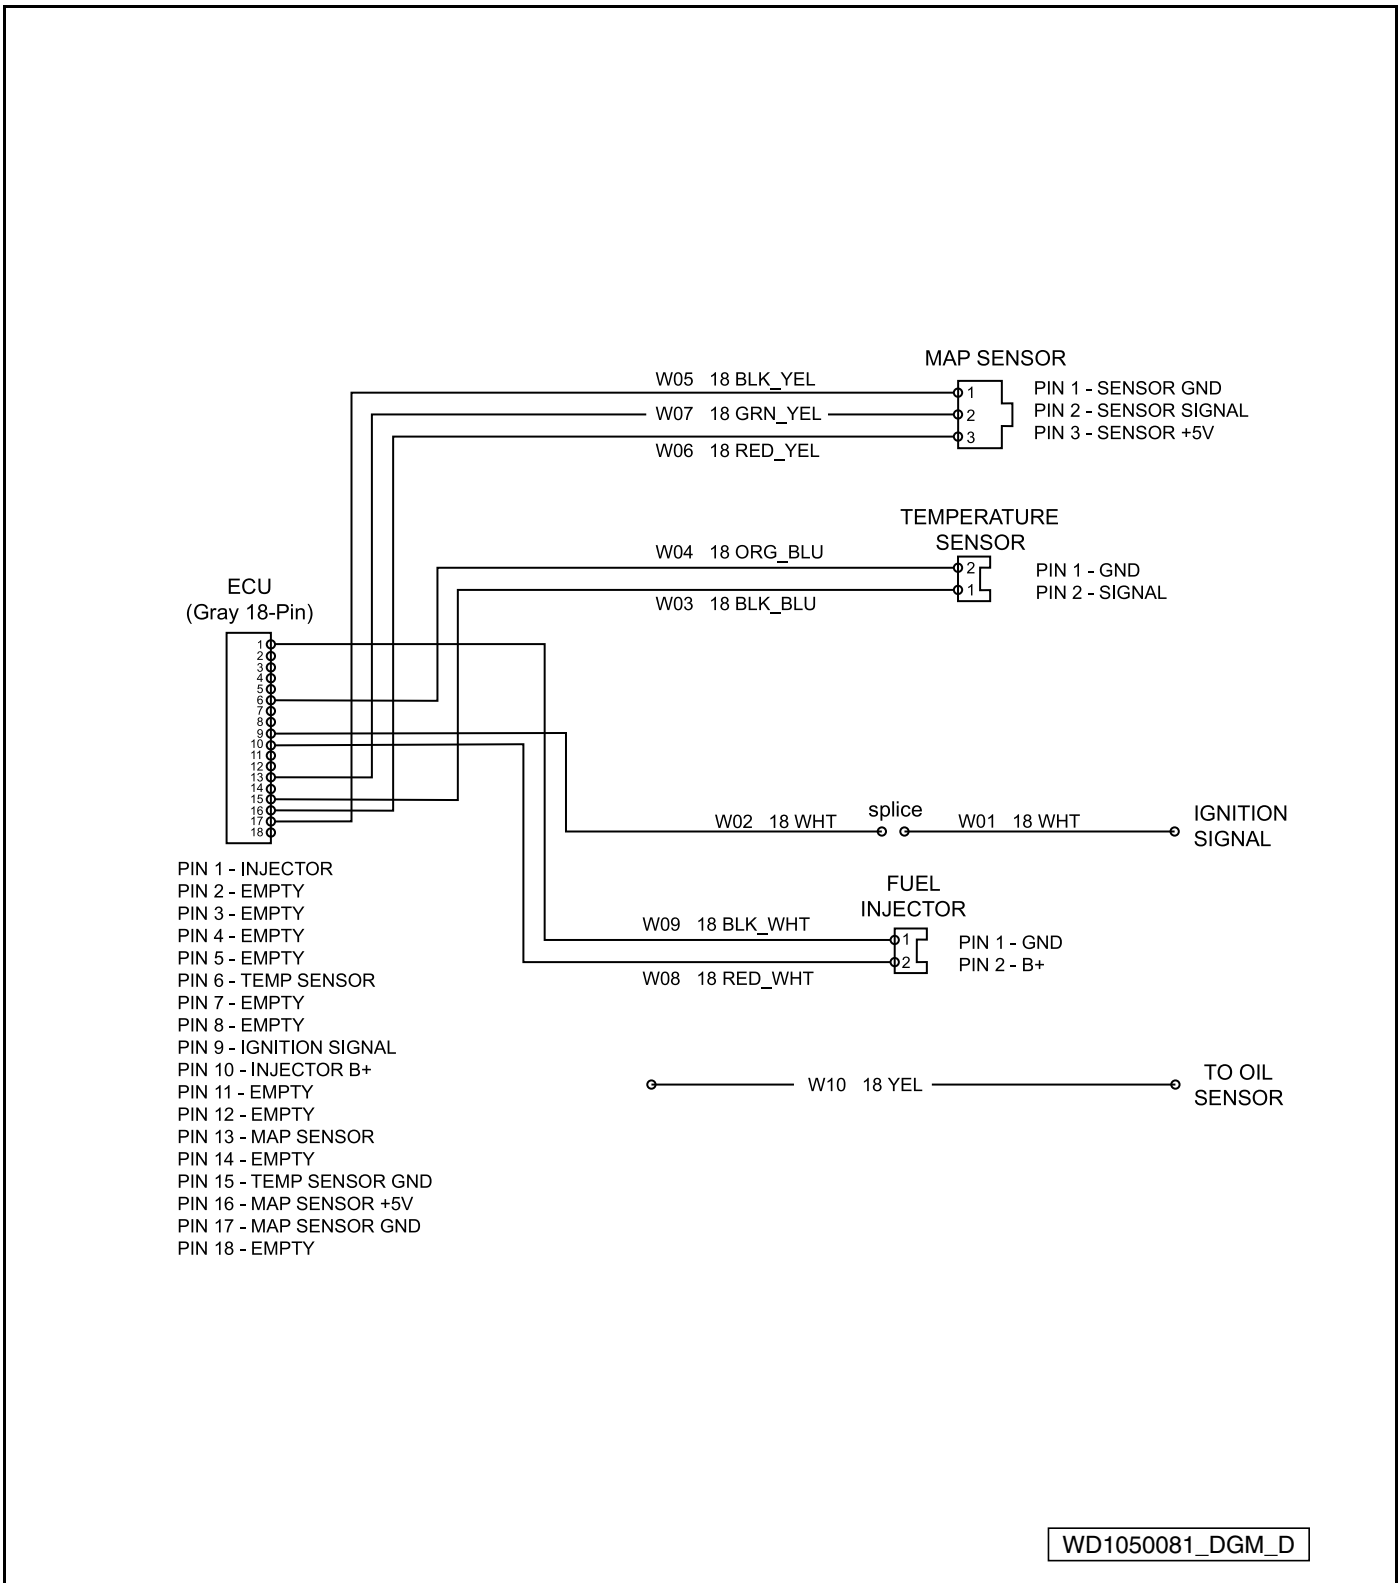 MAP SENSOR
W05 18 BLK_YEL
1
PIN 1 - SENSOR GND
W07 18 GRN_YEL
2
PIN 2 - SENSOR SIGNAL
3
PIN 3 - SENSOR +5V
W06 18 RED_YEL
TEMPERATURE
SENSOR
W04 18 ORG_BLU
2
PIN 1 - GND
1
PIN 2 - SIGNAL
W03 18 BLK_BLU
ECU
(Gray 18-Pin)
1
2
3
4
5
6
7
8
9
10
11
12
13
14
15
16
17
18
splice
W02 18 WHT
W01 18 WHT
IGNITION
SIGNAL
PIN 1 - INJECTOR
PIN 2 - EMPTY
PIN 3 - EMPTY
PIN 4 - EMPTY
PIN 5 - EMPTY
PIN 6 - TEMP SENSOR
PIN 7 - EMPTY
PIN 8 - EMPTY
PIN 9 - IGNITION SIGNAL
PIN 10 - INJECTOR B+
PIN 11 - EMPTY
PIN 12 - EMPTY
PIN 13 - MAP SENSOR
PIN 14 - EMPTY
PIN 15 - TEMP SENSOR GND
PIN 16 - MAP SENSOR +5V
PIN 17 - MAP SENSOR GND
PIN 18 - EMPTY
FUEL
INJECTOR
W09 18 BLK_WHT
1
PIN 1 - GND
2
PIN 2 - B+
W08 18 RED_WHT
W10 18 YEL
TO OIL
SENSOR
WD1050081_DGM_D